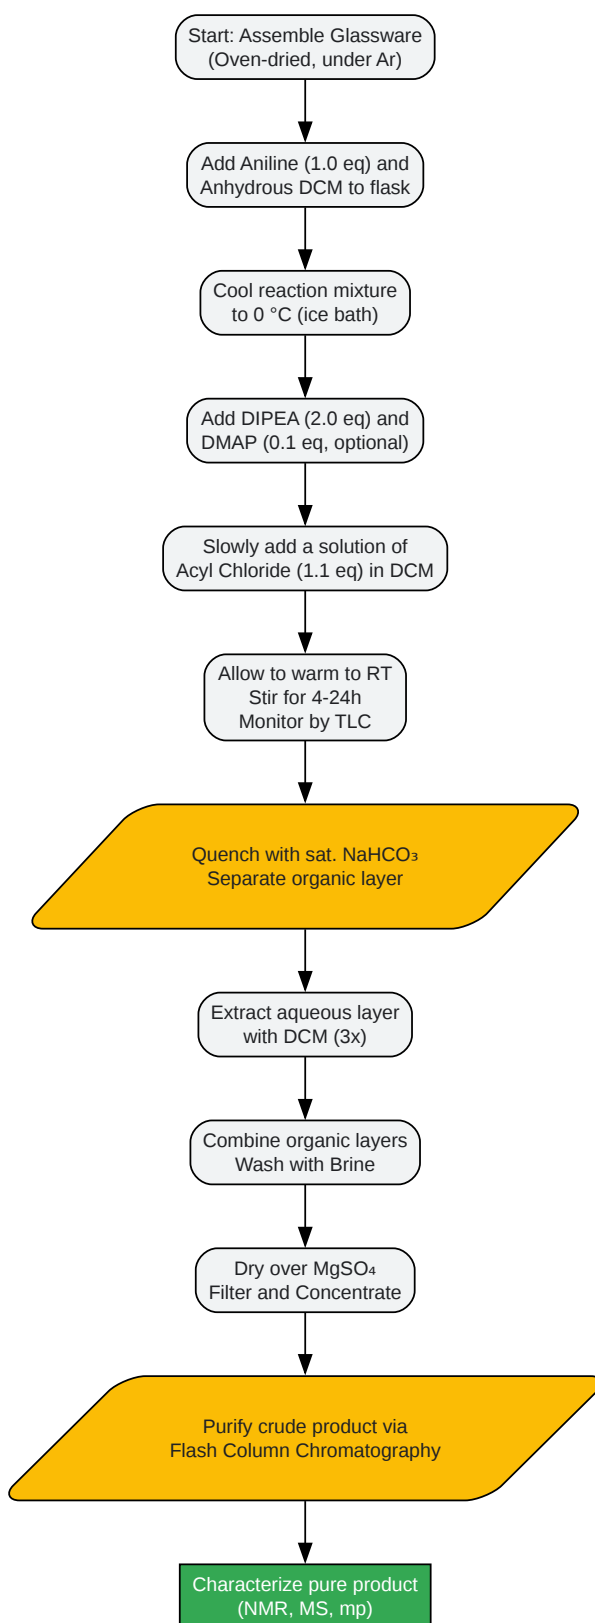 Start: Assemble Glassware
(Oven-dried, under Ar)
Add Aniline (1.0 eq) and
Anhydrous DCM to flask
Cool reaction mixture
to 0 °C (ice bath)
Add DIPEA (2.0 eq) and
DMAP (0.1 eq, optional)
Slowly add a solution of
Acyl Chloride (1.1 eq) in DCM
Allow to warm to RT
Stir for 4-24h
Monitor by TLC
Quench with sat. NaHCO₃
Separate organic layer
Extract aqueous layer
with DCM (3x)
Combine organic layers
Wash with Brine
Dry over MgSO₄
Filter and Concentrate
Purify crude product via
Flash Column Chromatography
Characterize pure product
(NMR, MS, mp)